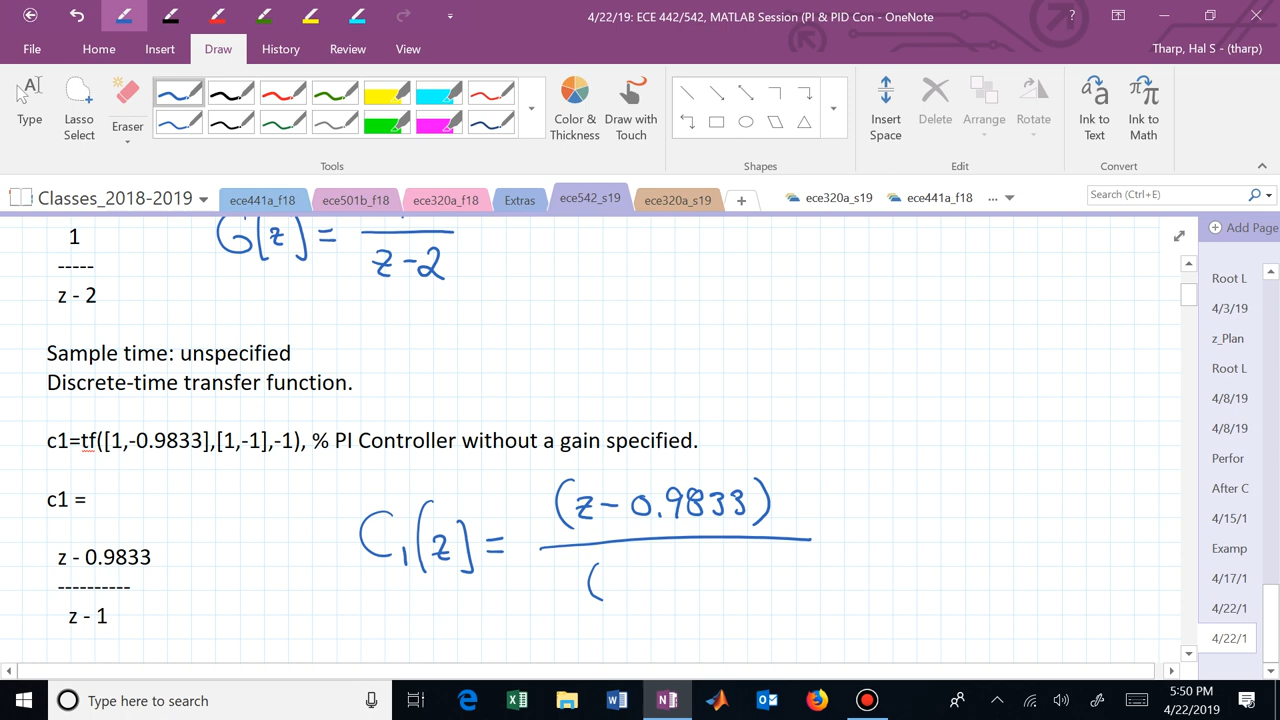 4/22/19: ECE 442/542, MATLAB Session (PI & PID Con - OneNote
?
File Home Insert Draw History Review View
Tharp, Hal S - (tharp)
Type
Lasso Select
Eraser
Color & Thickness
Draw with Touch
Insert Space
Delete
Arrange
Rotate
Ink to Text
Ink to Math
Tools
Shapes
Edit
Convert
Classes_2018-2019
ece441a_f18
ece501b_f18
ece320a_f18
Extras
ece542_s19
ece320a_s19
ece320a_s19
ece441a_f18
...
Search (Ctrl+E)
Add Page
Root L
4/3/19
z_Plan
Root L
4/8/19
4/8/19
Perfor
After C
4/15/1
Examp
4/17/1
4/22/1
4/22/1
1
-----
z - 2
G(z) =
z - 2
Sample time: unspecified
Discrete-time transfer function.
c1=tf([1,-0.9833],[1,-1],-1), % PI Controller without a gain specified.
c1 =
z - 0.9833
----------
z - 1
C1(z) = (z - 0.9833)
(
Type here to search
5:50 PM
4/22/2019